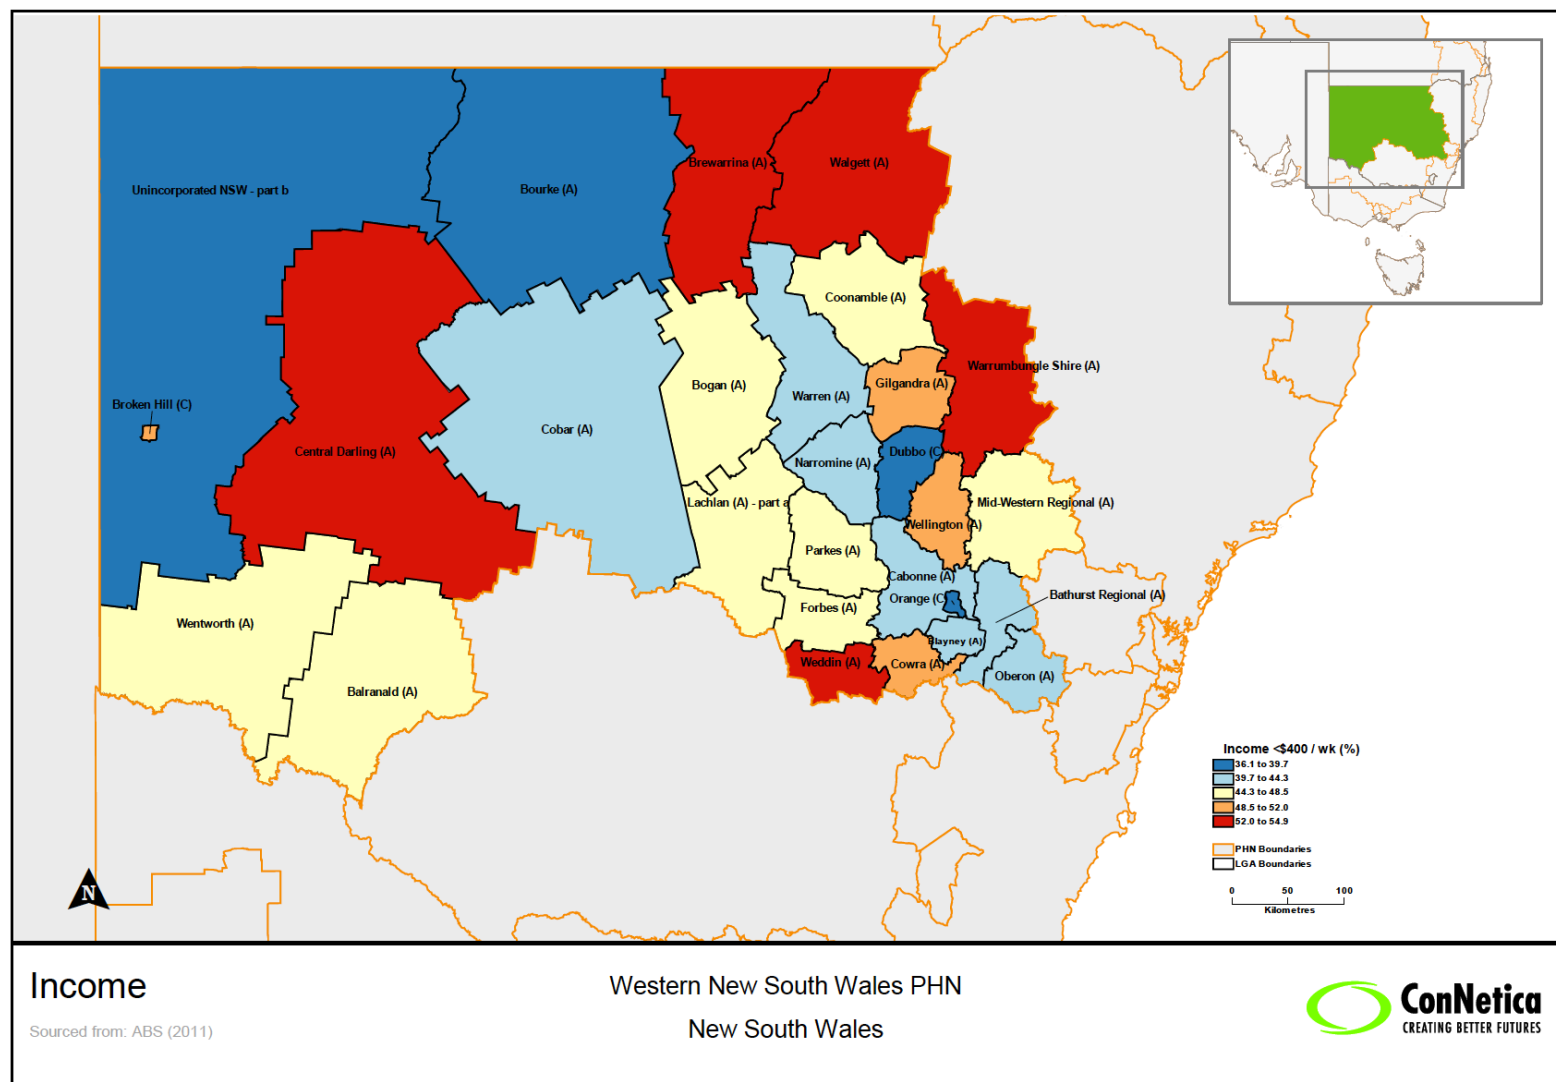 Unincorporated NSW - part b
Bourke (A)
Brewarrina (A)
Walgett (A)
Coonamble (A)
Warrumbungle Shire (A)
Broken Hill (C)
Central Darling (A)
Cobar (A)
Bogan (A)
Warren (A)
Gilgandra (A)
Narromine (A)
Dubbo (C)
Lachlan (A) - part a
Mid-Western Regional (A)
Wellington (A)
Parkes (A)
Cabonne (A)
Orange (C)
Bathurst Regional (A)
Forbes (A)
Wentworth (A)
Blayney (A)
Weddin (A)
Cowra (A)
Oberon (A)
Balranald (A)
Income <$400 / wk (%)
36.1 to 39.7
39.7 to 44.3
44.3 to 48.5
48.5 to 52.0
52.0 to 54.9
PHN Boundaries
LGA Boundaries
0 50 100
Kilometres
N
Income
Sourced from: ABS (2011)
Western New South Wales PHN
New South Wales
ConNetica
CREATING BETTER FUTURES